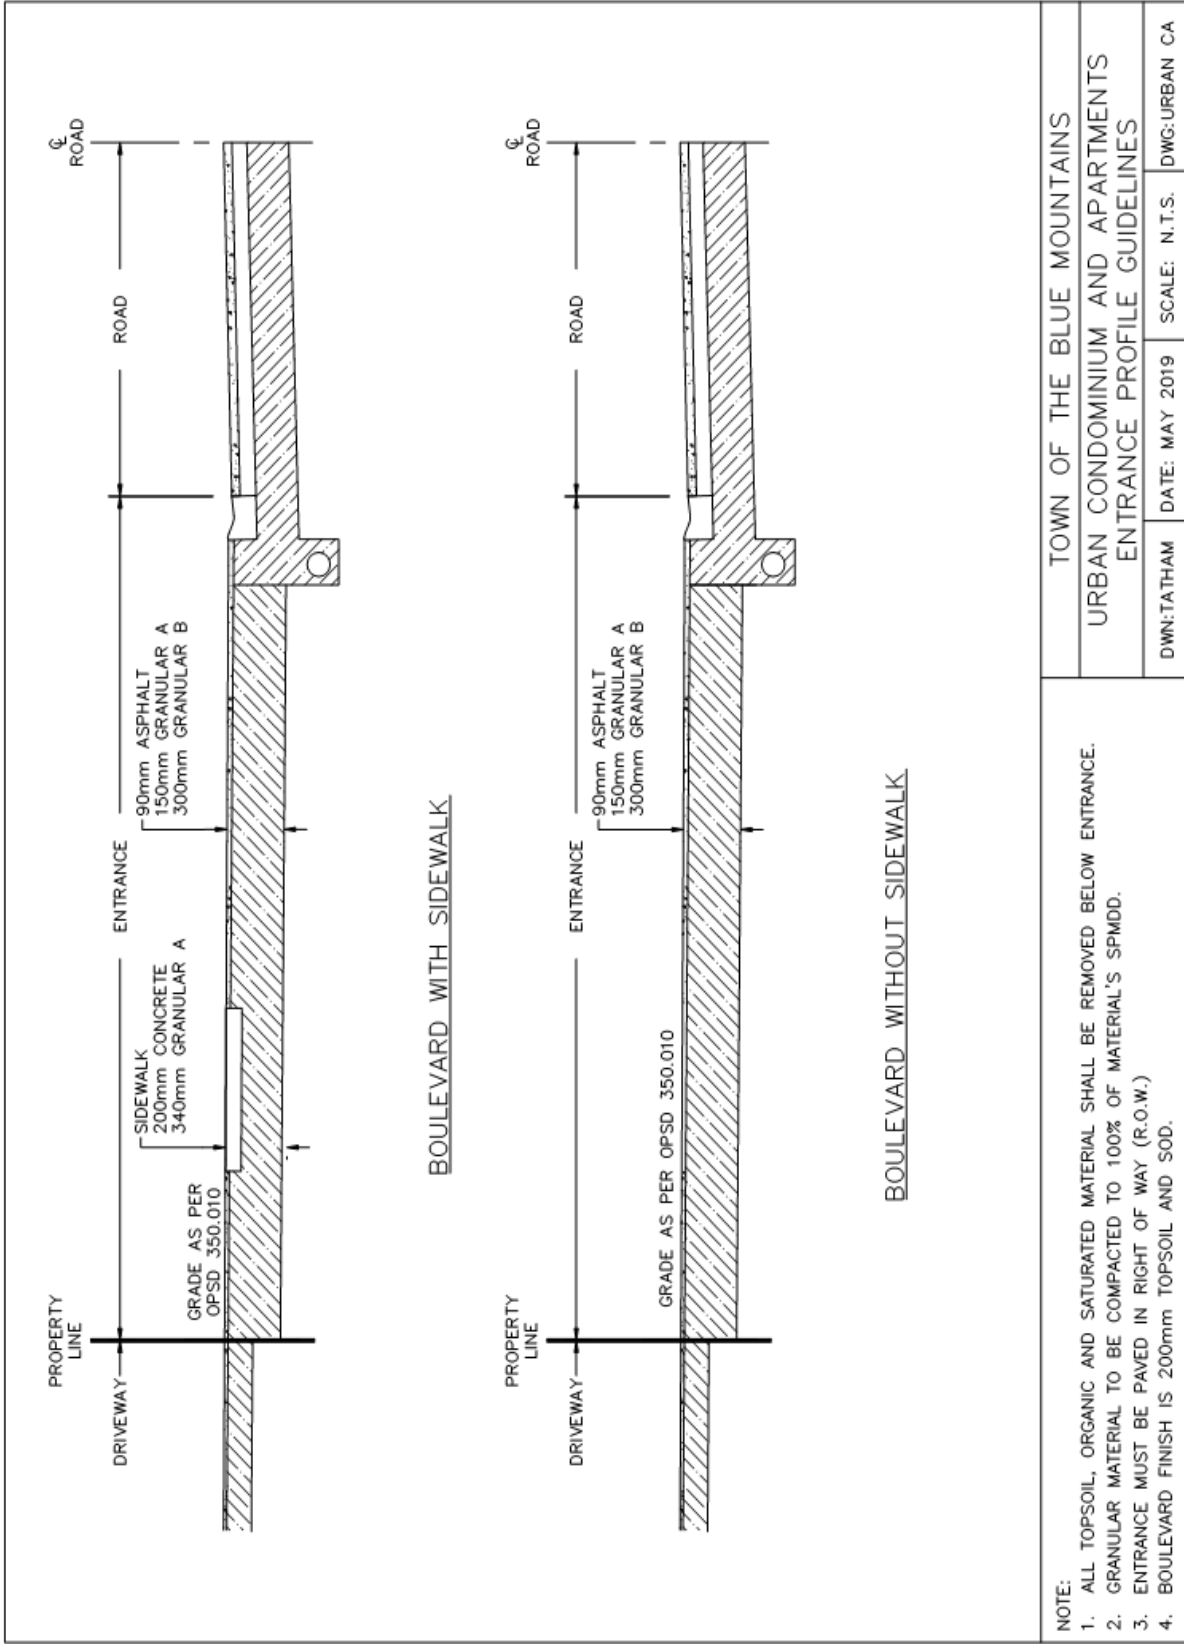 PROPERTY
LINE
℄
ROAD
DRIVEWAY
ENTRANCE
ROAD
GRADE AS PER
OPSD 350.010
SIDEWALK
200mm CONCRETE
340mm GRANULAR A
90mm ASPHALT
150mm GRANULAR A
300mm GRANULAR B
BOULEVARD WITH SIDEWALK
PROPERTY
LINE
℄
ROAD
DRIVEWAY
ENTRANCE
ROAD
GRADE AS PER OPSD 350.010
90mm ASPHALT
150mm GRANULAR A
300mm GRANULAR B
BOULEVARD WITHOUT SIDEWALK
NOTE:
1. ALL TOPSOIL, ORGANIC AND SATURATED MATERIAL SHALL BE REMOVED BELOW ENTRANCE.
2. GRANULAR MATERIAL TO BE COMPACTED TO 100% OF MATERIAL'S SPMDD.
3. ENTRANCE MUST BE PAVED IN RIGHT OF WAY (R.O.W.)
4. BOULEVARD FINISH IS 200mm TOPSOIL AND SOD.
TOWN OF THE BLUE MOUNTAINS
URBAN CONDOMINIUM AND APARTMENTS
ENTRANCE PROFILE GUIDELINES
DWN:TATHAM DATE: MAY 2019 SCALE: N.T.S. DWG:URBAN CA